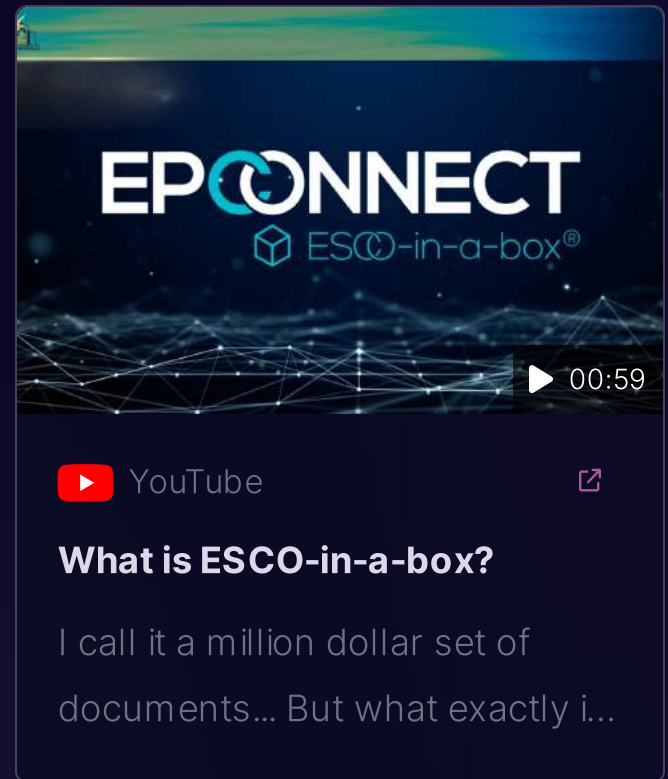 EPCONNECT
ESCO-in-a-box®
00:59
YouTube
What is ESCO-in-a-box?
I call it a million dollar set of
documents... But what exactly i...